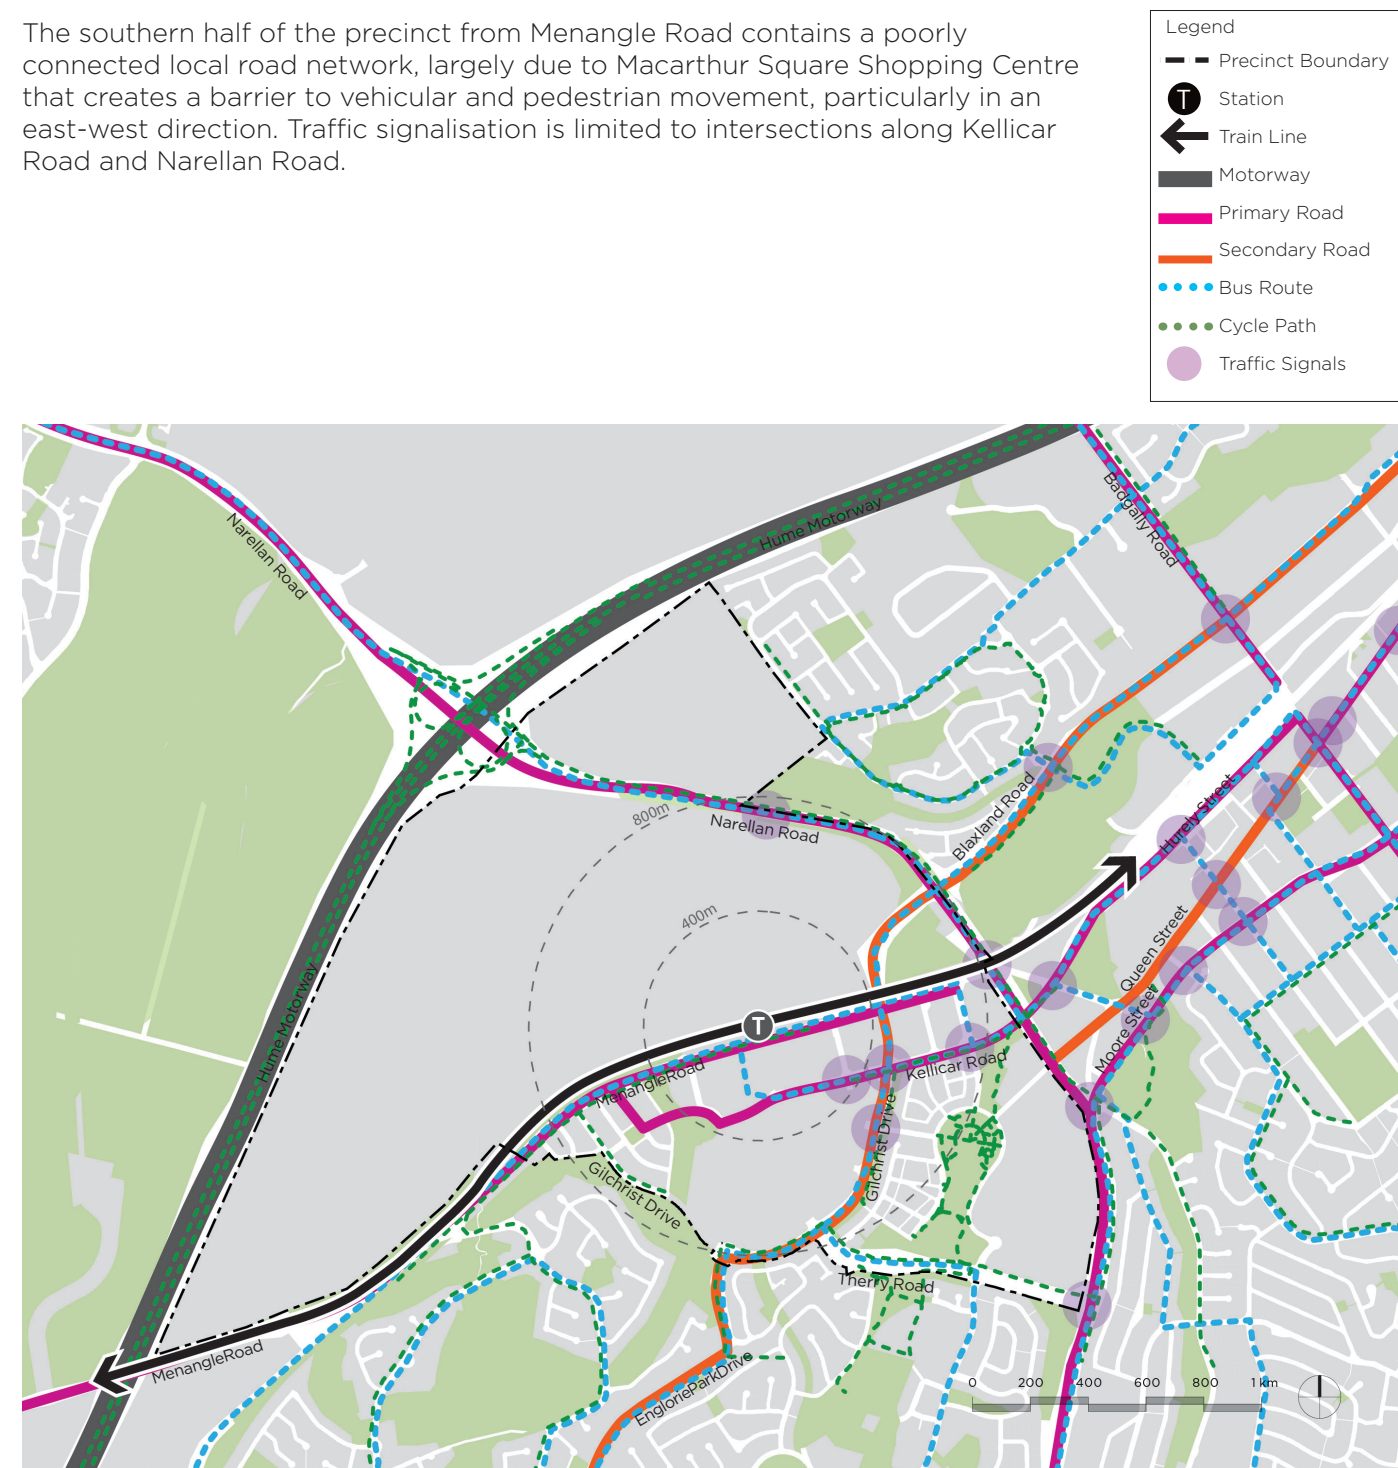 The southern half of the precinct from Menangle Road contains a poorly
connected local road network, largely due to Macarthur Square Shopping Centre
that creates a barrier to vehicular and pedestrian movement, particularly in an
east-west direction. Traffic signalisation is limited to intersections along Kellicar
Road and Narellan Road.
Legend
Precinct Boundary
T Station
Train Line
Motorway
Primary Road
Secondary Road
Bus Route
Cycle Path
Traffic Signals
Narellan Road
Hume Motorway
Badgally Road
800m
Narellan Road
Blaxland Road
Hurely Street
400m
Queen Street
Hume Motorway
T
Moore Street
MenangleRoad
Kellicar Road
Gilchrist Drive
Gilchrist Drive
Therry Road
MenangleRoad
EnglorieParkDrive
0 200 400 600 800 1km